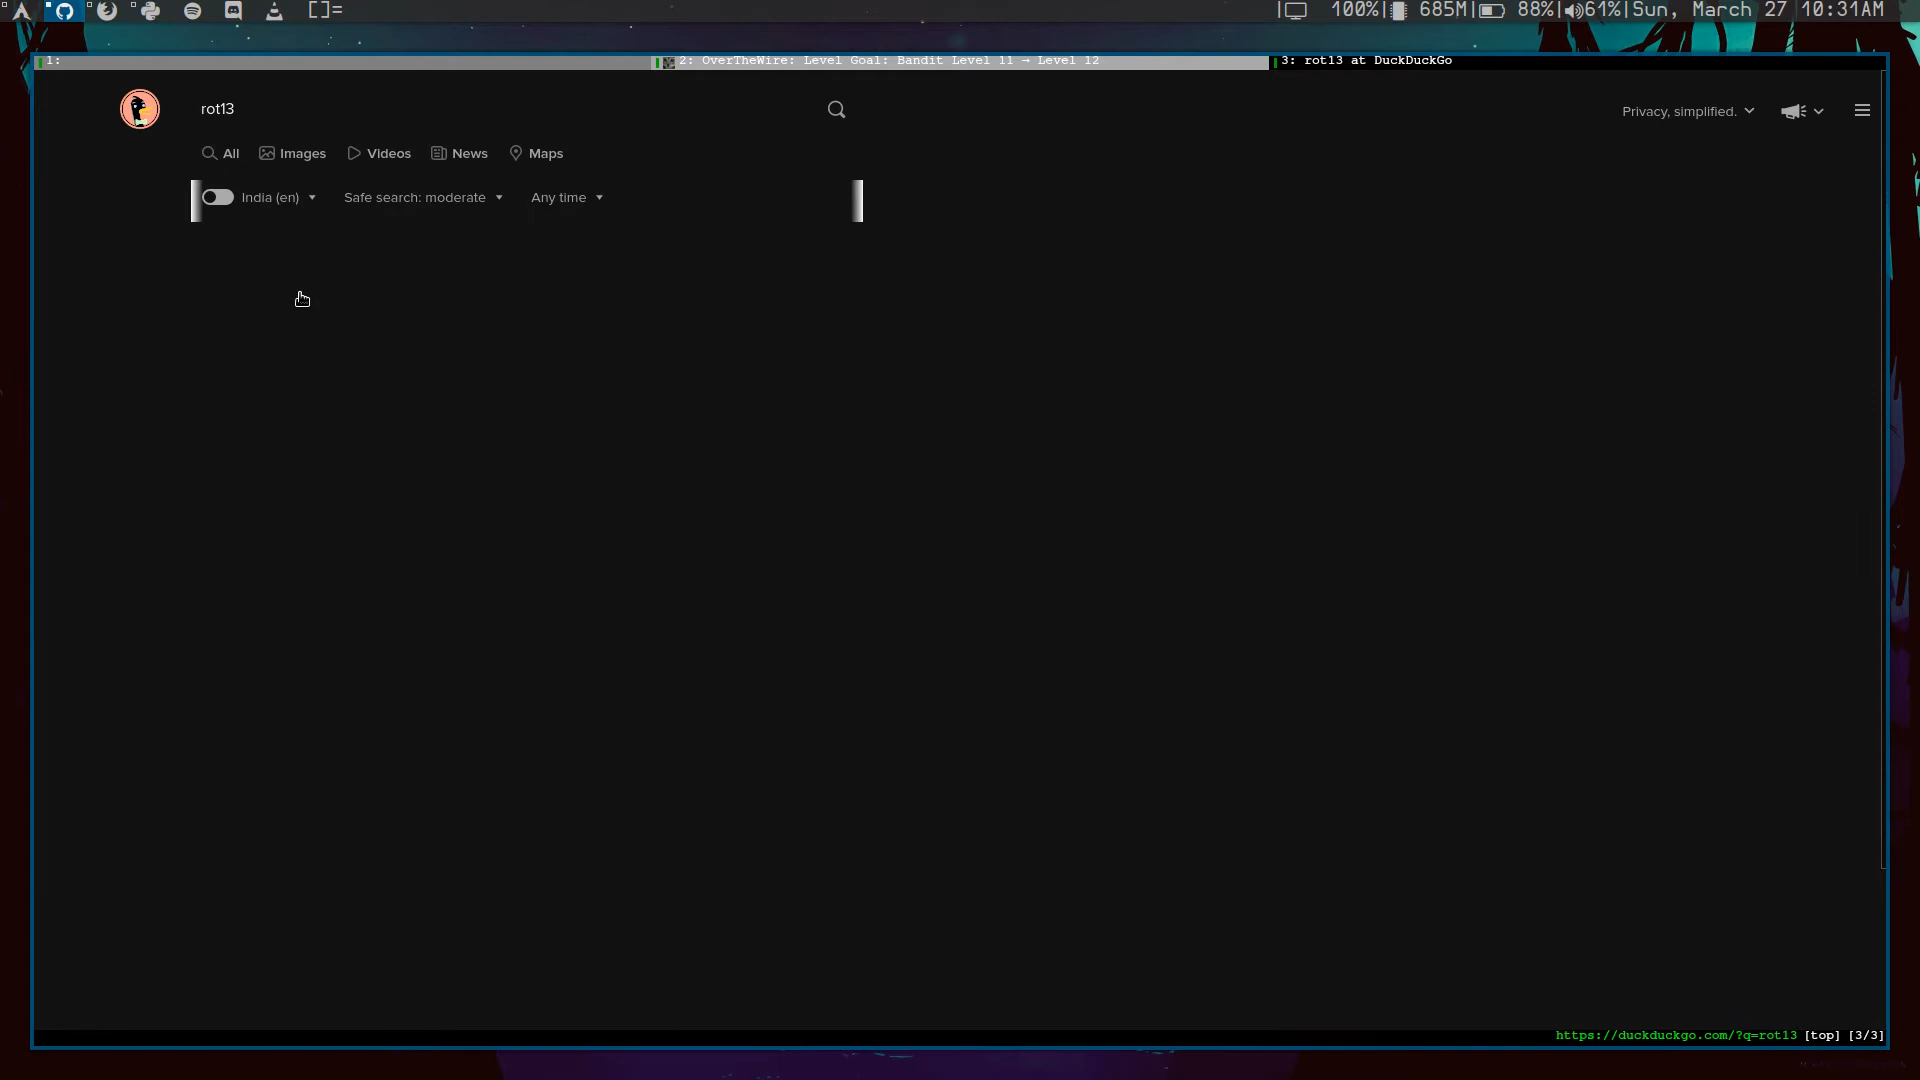 []= 100%| 685M| 88%| 61%|Sun, March 27 |10:31AM
1: 2: OverTheWire: Level Goal: Bandit Level 11 → Level 12 3: rot13 at DuckDuckGo
rot13
Privacy, simplified.
All Images Videos News Maps
India (en) Safe search: moderate Any time
https://duckduckgo.com/?q=rot13 [top] [3/3]